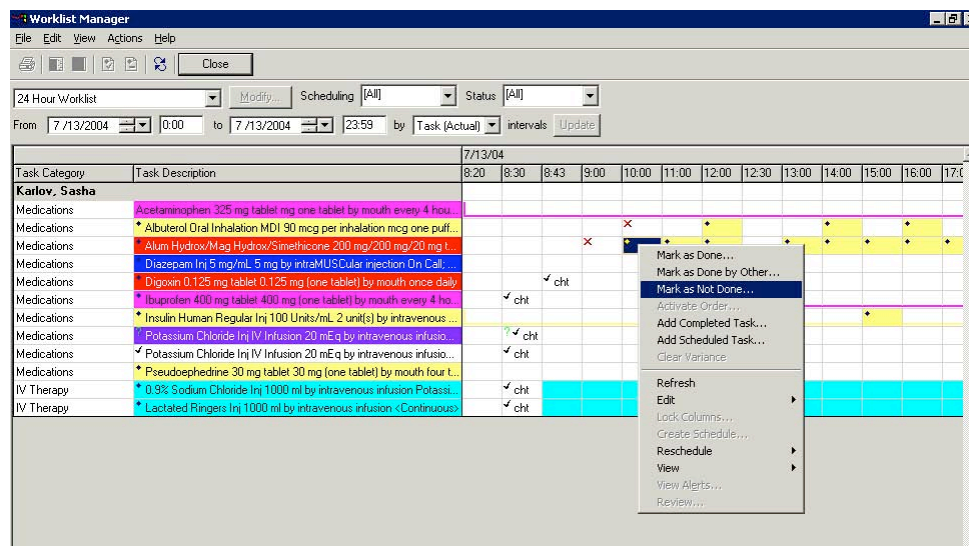 Worklist Manager
File Edit View Actions Help
Close
24 Hour Worklist Modify... Scheduling [All] Status [All]
From 7 /13/2004 0:00 to 7 /13/2004 23:59 by Task (Actual) intervals Update
7/13/04
Task Category Task Description 8:20 8:30 8:43 9:00 10:00 11:00 12:00 12:30 13:00 14:00 15:00 16:00 17:0
Karlov, Sasha
Medications Acetaminophen 325 mg tablet mg one tablet by mouth every 4 hou...
Medications Albuterol Oral Inhalation MDI 90 mcg per inhalation mcg one puff...
Medications Alum Hydrox/Mag Hydrox/Simethicone 200 mg/200 mg/20 mg t...
Medications Diazepam Inj 5 mg/mL 5 mg by intraMUSCular injection On Call; ...
Medications Digoxin 0.125 mg tablet 0.125 mg (one tablet) by mouth once daily cht
Medications Ibuprofen 400 mg tablet 400 mg (one tablet) by mouth every 4 ho... cht
Medications Insulin Human Regular Inj 100 Units/mL 2 unit(s) by intravenous ...
Medications Potassium Chloride Inj IV Infusion 20 mEq by intravenous infusio... ? cht
Medications Potassium Chloride Inj IV Infusion 20 mEq by intravenous infusio... cht
Medications Pseudoephedrine 30 mg tablet 30 mg (one tablet) by mouth four t...
IV Therapy 0.9% Sodium Chloride Inj 1000 ml by intravenous infusion Potassi... cht
IV Therapy Lactated Ringers Inj 1000 ml by intravenous infusion <Continuous> cht
Mark as Done...
Mark as Done by Other...
Mark as Not Done...
Activate Order...
Add Completed Task...
Add Scheduled Task...
Clear Variance
Refresh
Edit
Lock Columns...
Create Schedule...
Reschedule
View
View Alerts...
Review...